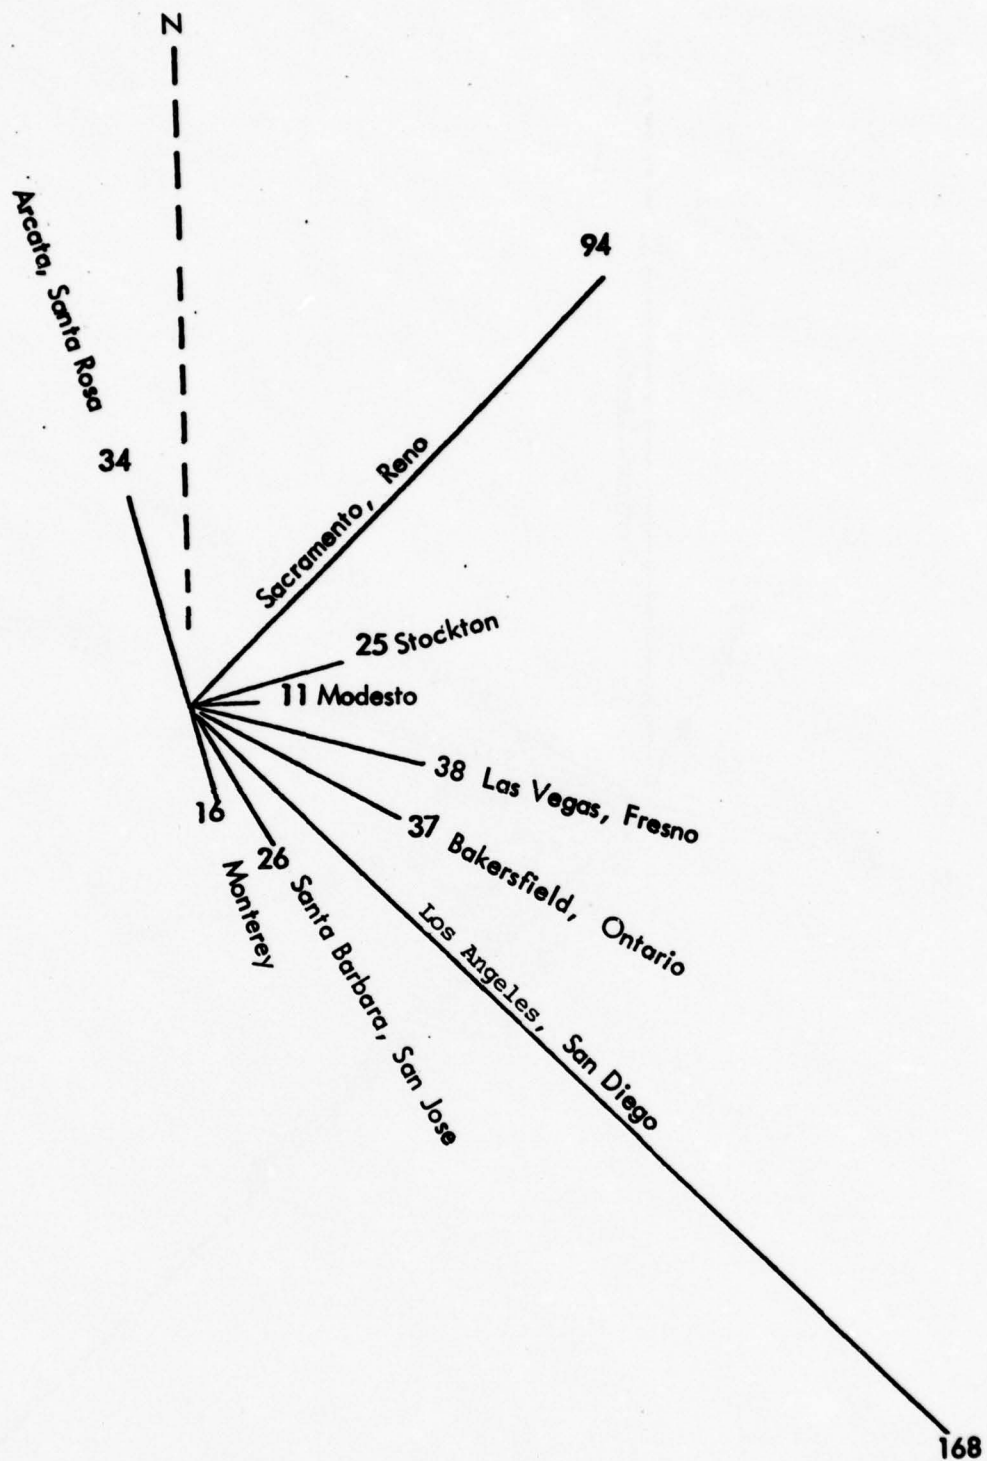 N
94
Arcata, Santa Rosa
34
Sacramento, Reno
25 Stockton
11 Modesto
38 Las Vegas, Fresno
37 Bakersfield, Ontario
16
Monterey
26 Santa Barbara, San Jose
Los Angeles, San Diego
168